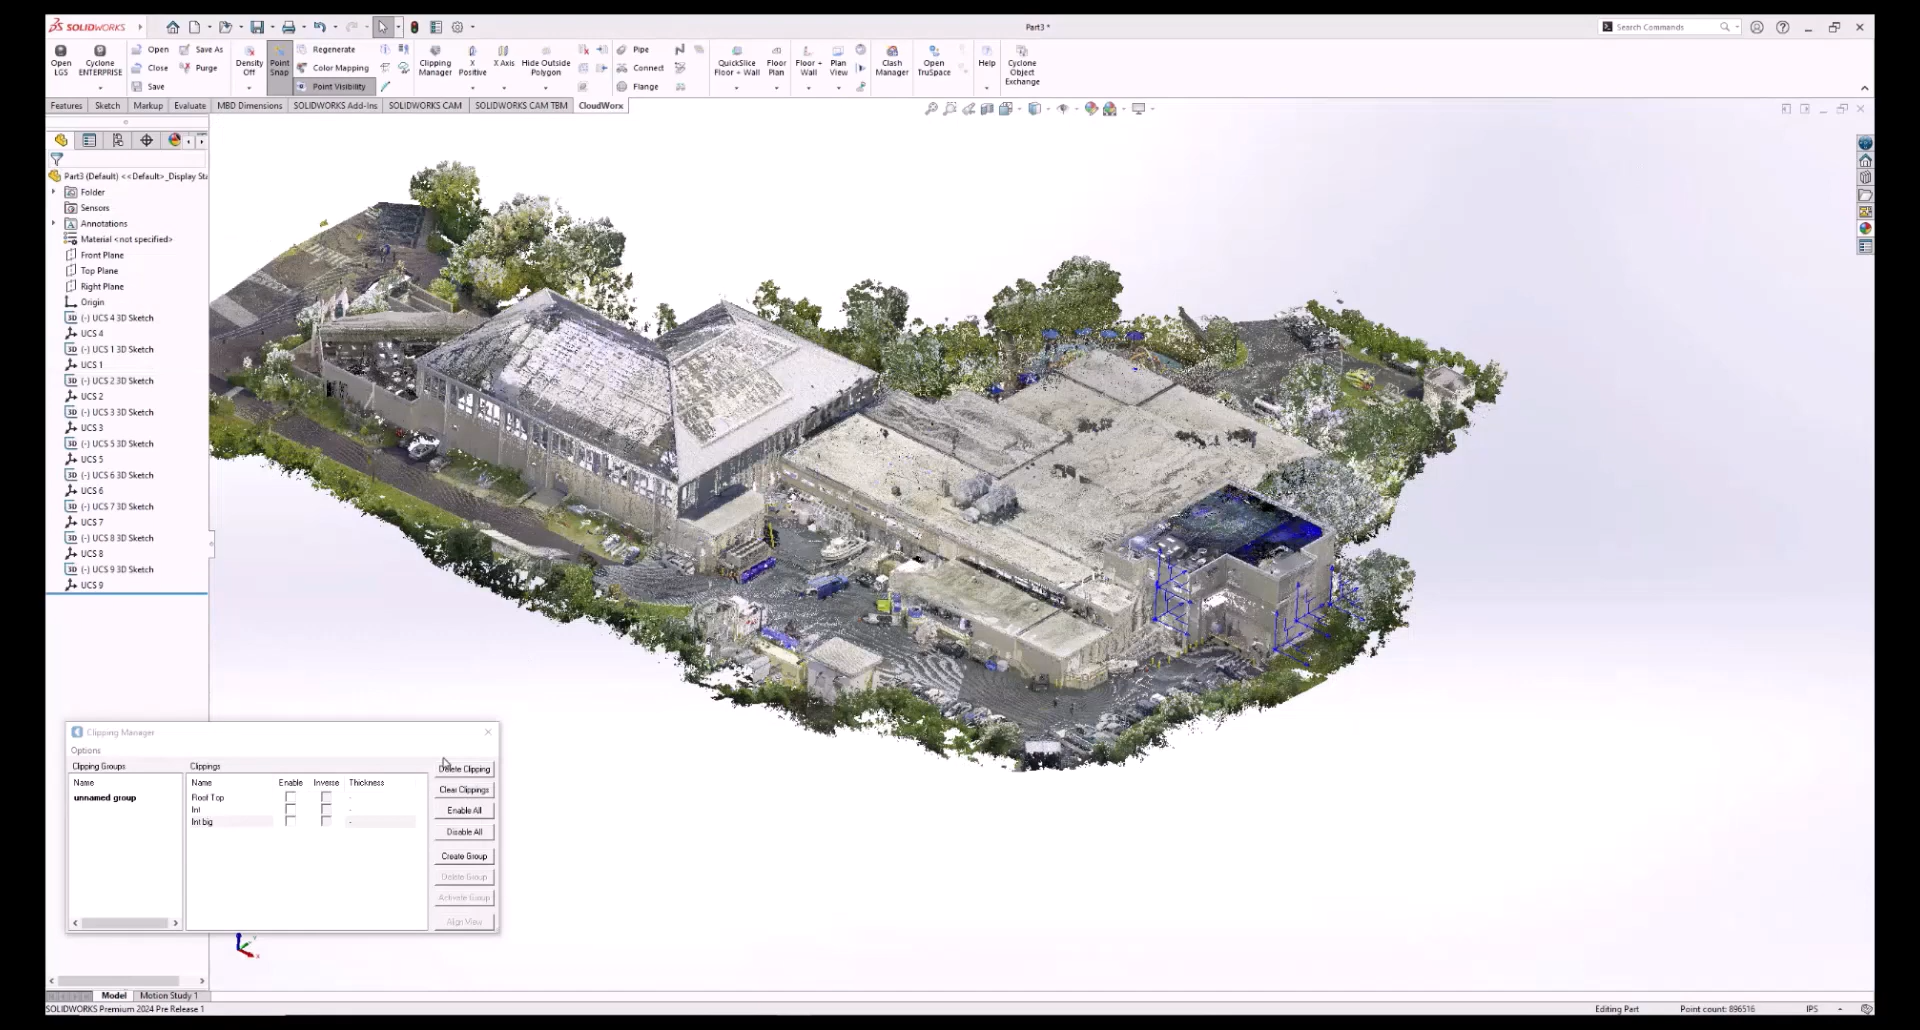 SOLIDWORKS
Part3 *
Search Commands
Open LGS
Cyclone ENTERPRISE
Open
Save As
Close
Purge
Save
Density Off
Point Snap
Regenerate
Color Mapping
Point Visibility
Clipping Manager
X Positive
X Axis
Hide Outside Polygon
Pipe
Connect
Flange
QuickSlice Floor + Wall
Floor Plan
Floor + Wall
Plan View
Clash Manager
Open TruSpace
Help
Cyclone Object Exchange
Features
Sketch
Markup
Evaluate
MBD Dimensions
SOLIDWORKS Add-Ins
SOLIDWORKS CAM
SOLIDWORKS CAM TBM
CloudWorx
Part3 (Default) <<Default>_Display Sta
Folder
Sensors
Annotations
Material <not specified>
Front Plane
Top Plane
Right Plane
Origin
(-) UCS 4 3D Sketch
UCS 4
(-) UCS 1 3D Sketch
UCS 1
(-) UCS 2 3D Sketch
UCS 2
(-) UCS 3 3D Sketch
UCS 3
(-) UCS 5 3D Sketch
UCS 5
(-) UCS 6 3D Sketch
UCS 6
(-) UCS 7 3D Sketch
UCS 7
(-) UCS 8 3D Sketch
UCS 8
(-) UCS 9 3D Sketch
UCS 9
Clipping Manager
Options
Clipping Groups
Clippings
Name
Name Enable Inverse Thickness
unnamed group
Roof Top -
Int -
Int big -
Delete Clipping
Clear Clippings
Enable All
Disable All
Create Group
Delete Group
Activate Group
Align View
Model
Motion Study 1
SOLIDWORKS Premium 2024 Pre Release 1
Editing Part
Point count: 896516
IPS